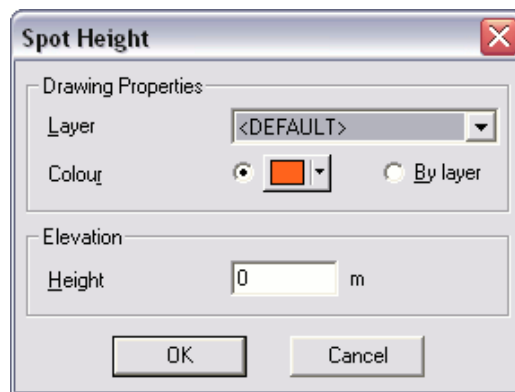 Spot Height
Drawing Properties
Layer <DEFAULT>
Colour By layer
Elevation
Height 0 m
OK Cancel